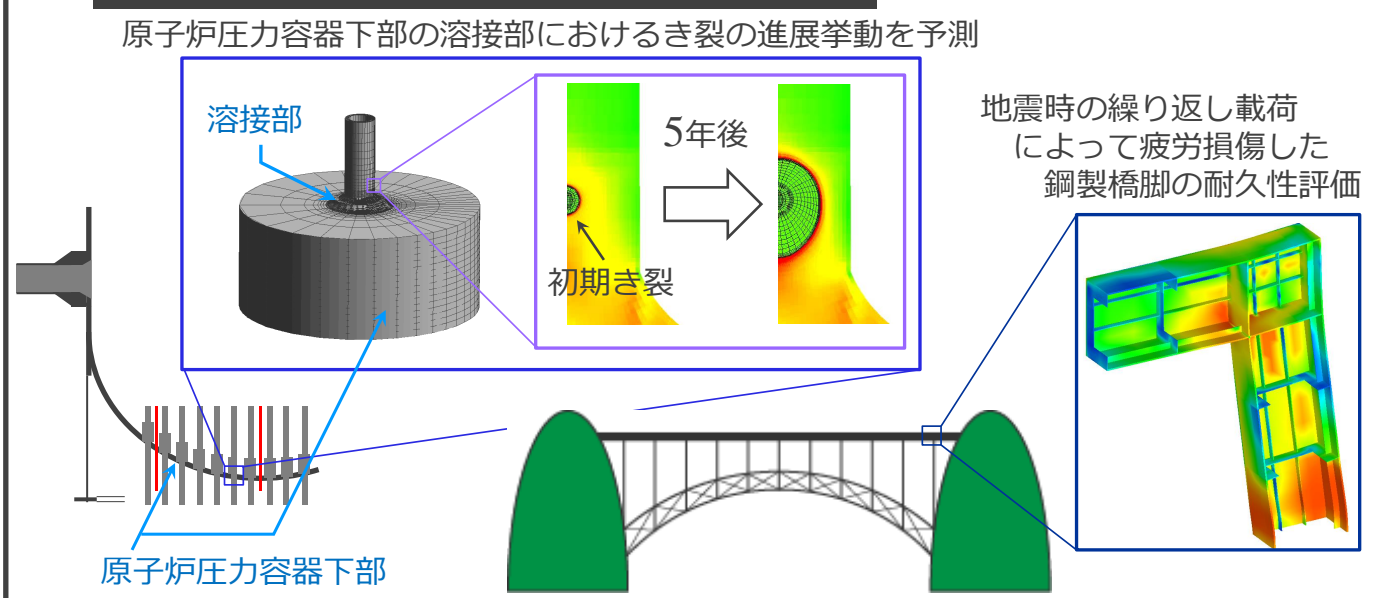 原子炉圧力容器下部の溶接部におけるき裂の進展挙動を予測
溶接部
5年後
初期き裂
地震時の繰り返し載荷
によって疲労損傷した
鋼製橋脚の耐久性評価
原子炉圧力容器下部